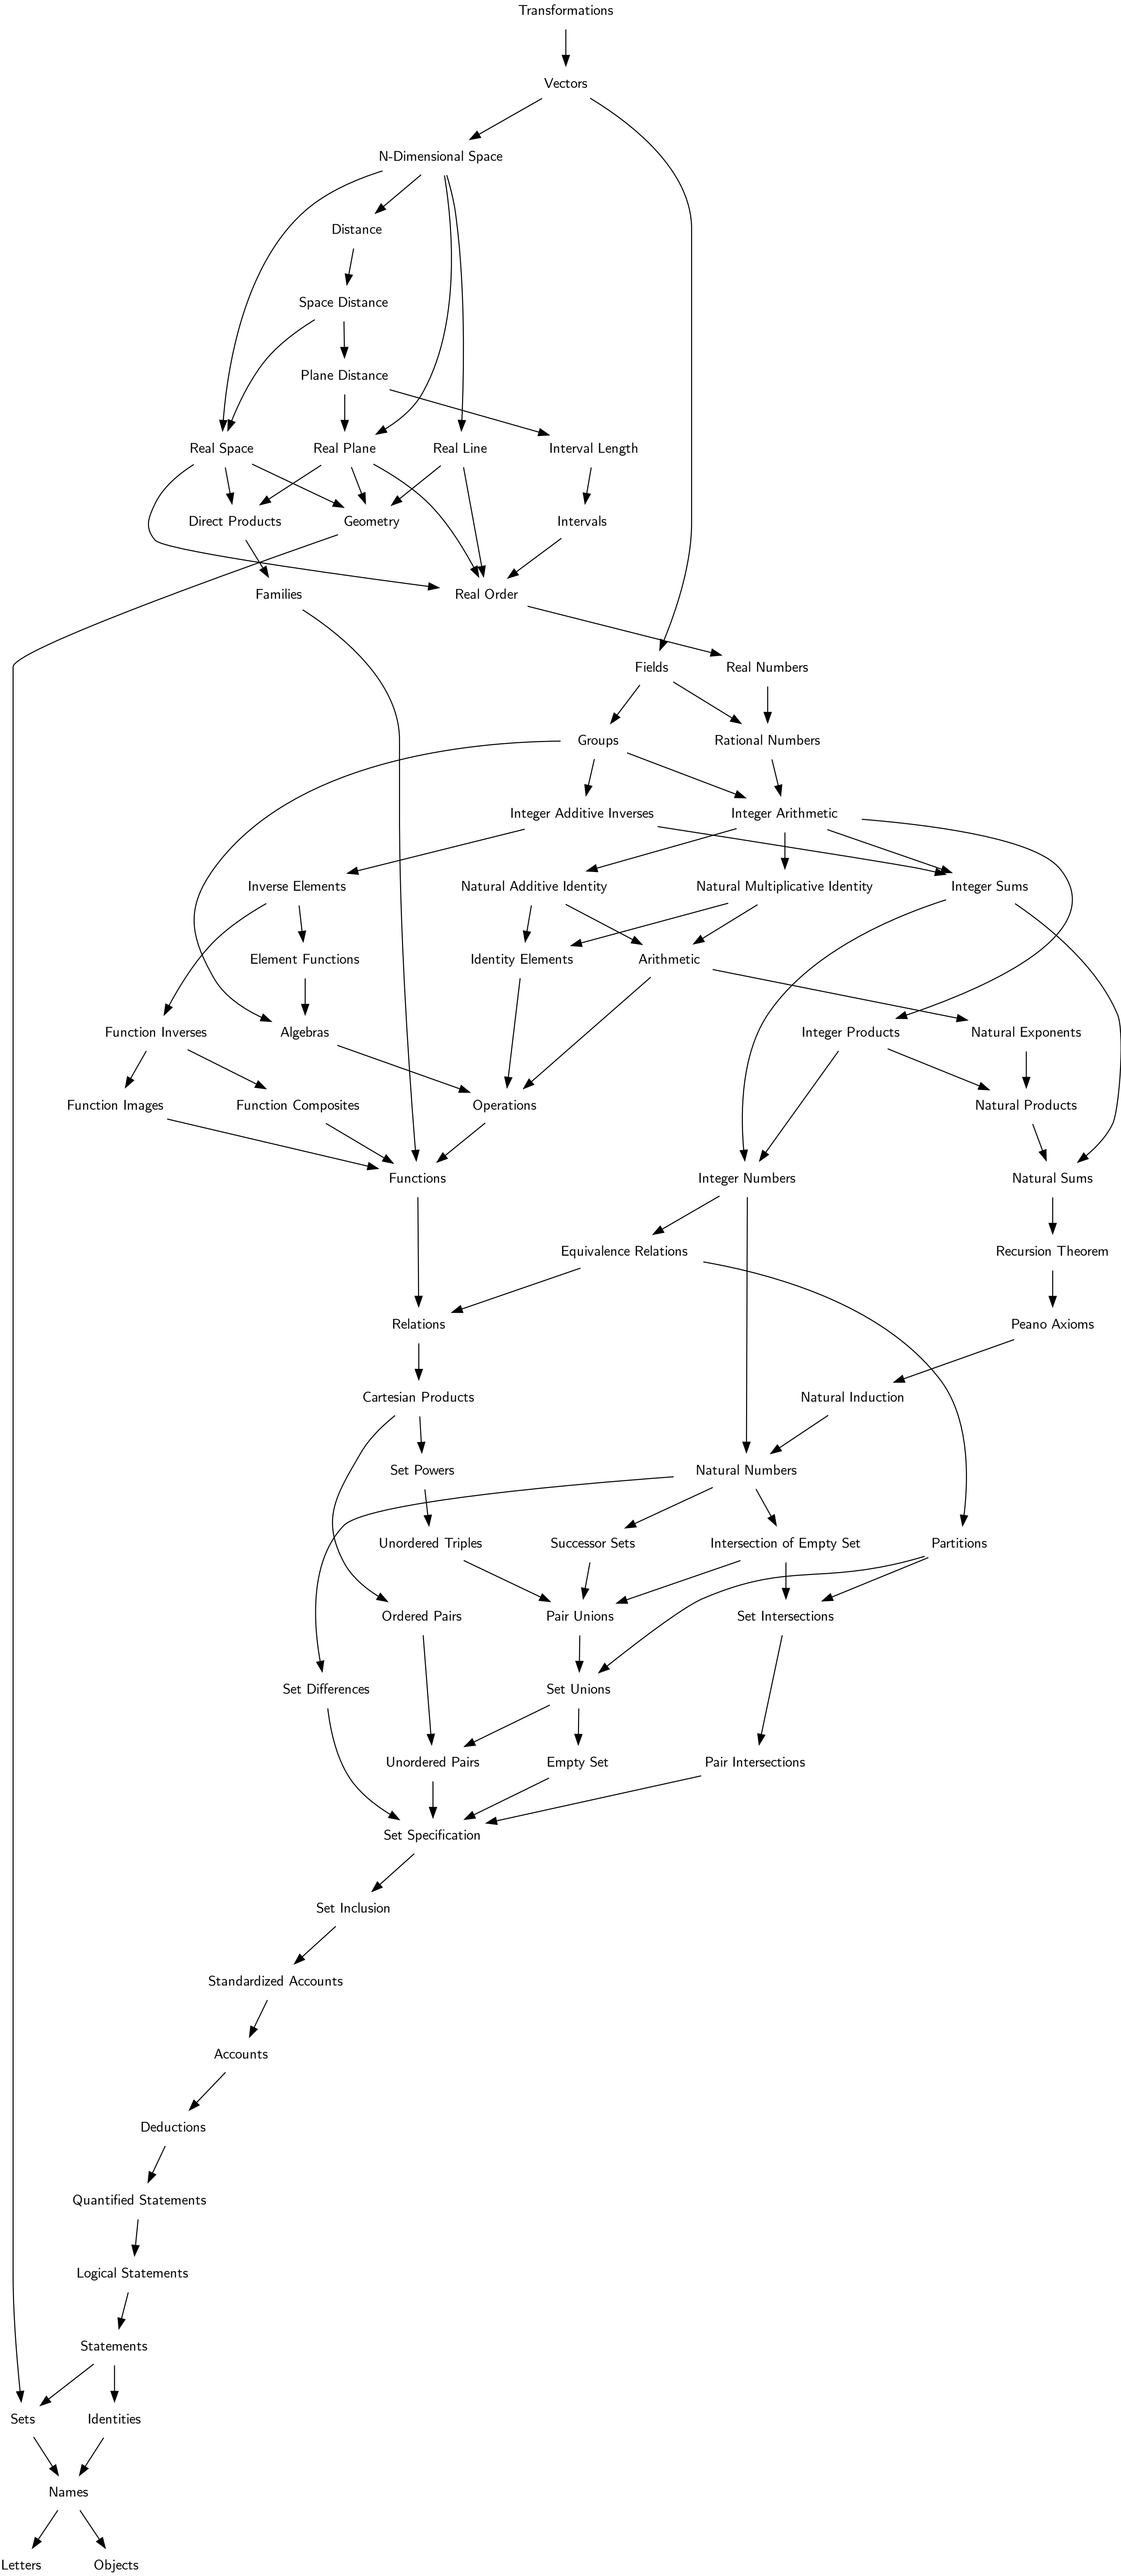 Transformations
Vectors
N-Dimensional Space
Distance
Space Distance
Plane Distance
Real Space
Real Plane
Real Line
Interval Length
Direct Products
Geometry
Intervals
Families
Real Order
Fields
Real Numbers
Groups
Rational Numbers
Integer Additive Inverses
Integer Arithmetic
Inverse Elements
Natural Additive Identity
Natural Multiplicative Identity
Integer Sums
Element Functions
Identity Elements
Arithmetic
Function Inverses
Algebras
Integer Products
Natural Exponents
Function Images
Function Composites
Operations
Natural Products
Functions
Integer Numbers
Natural Sums
Equivalence Relations
Recursion Theorem
Relations
Peano Axioms
Cartesian Products
Natural Induction
Set Powers
Natural Numbers
Unordered Triples
Successor Sets
Intersection of Empty Set
Partitions
Ordered Pairs
Pair Unions
Set Intersections
Set Differences
Set Unions
Unordered Pairs
Empty Set
Pair Intersections
Set Specification
Set Inclusion
Standardized Accounts
Accounts
Deductions
Quantified Statements
Logical Statements
Statements
Sets
Identities
Names
Letters
Objects